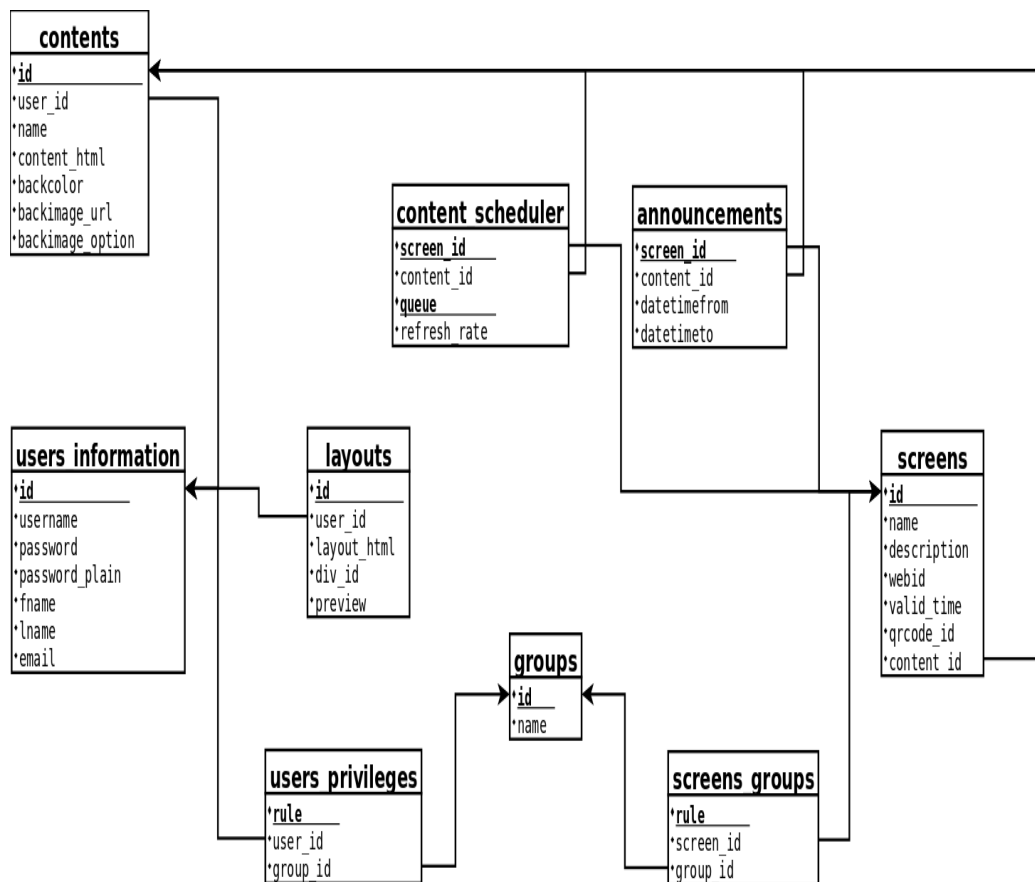 contents
id
user_id
name
content_html
backcolor
backimage_url
backimage_option
content scheduler
screen_id
content_id
queue
refresh_rate
announcements
screen_id
content_id
datetimefrom
datetimeto
users information
id
username
password
password_plain
fname
lname
email
layouts
id
user_id
layout_html
div_id
preview
screens
id
name
description
webid
valid_time
qrcode_id
content_id
groups
id
name
users privileges
rule
user_id
group_id
screens groups
rule
screen_id
group_id